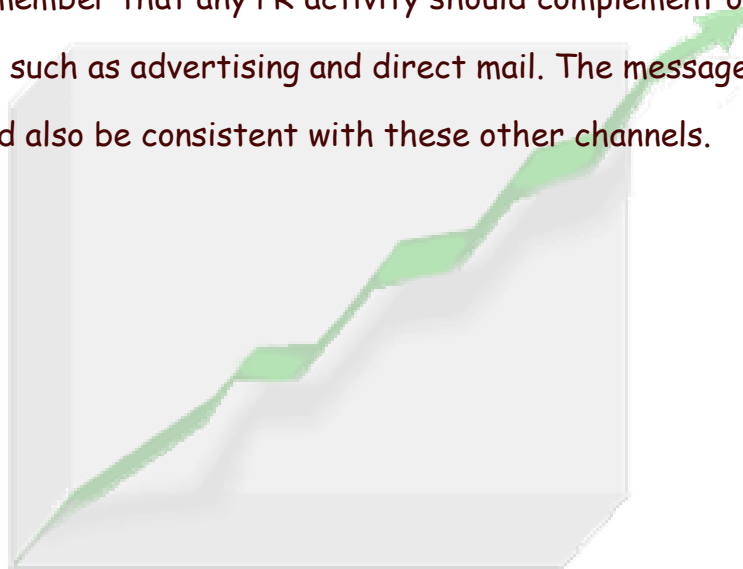 member that any PR activity should complement o
such as advertising and direct mail. The message
d also be consistent with these other channels.